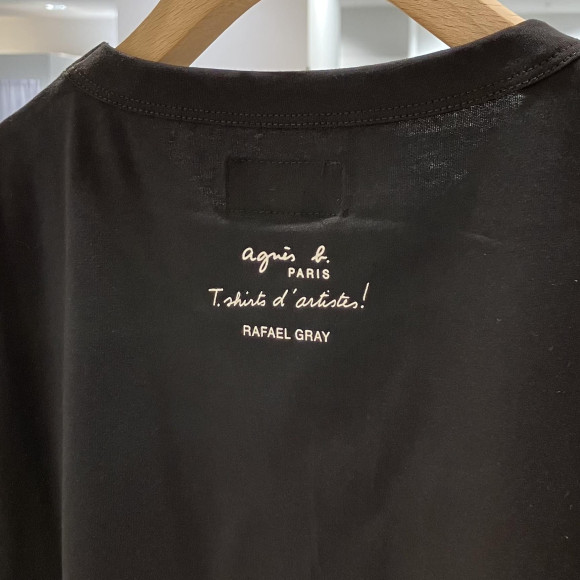 agnès b.
PARIS
T.shirts d'artistes!
RAFAEL GRAY